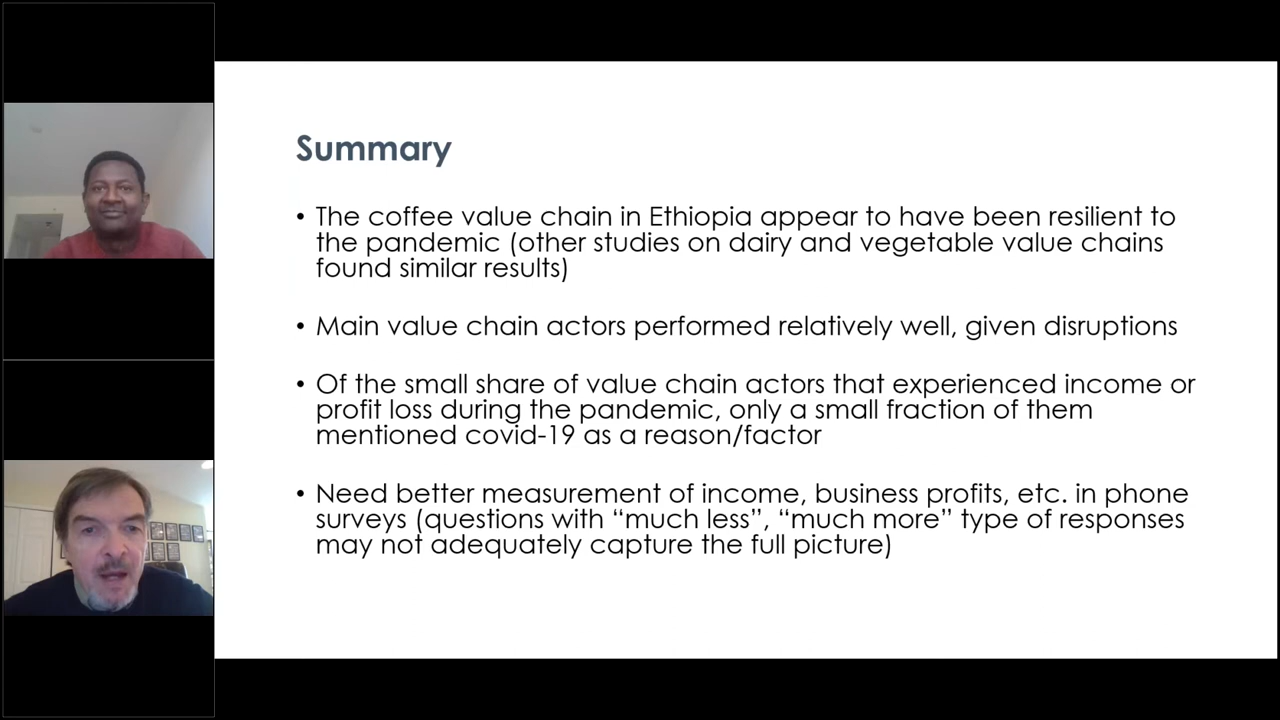 Summary
• The coffee value chain in Ethiopia appear to have been resilient to
the pandemic (other studies on dairy and vegetable value chains
found similar results)
• Main value chain actors performed relatively well, given disruptions
• Of the small share of value chain actors that experienced income or
profit loss during the pandemic, only a small fraction of them
mentioned covid-19 as a reason/factor
• Need better measurement of income, business profits, etc. in phone
surveys (questions with “much less”, “much more” type of responses
may not adequately capture the full picture)